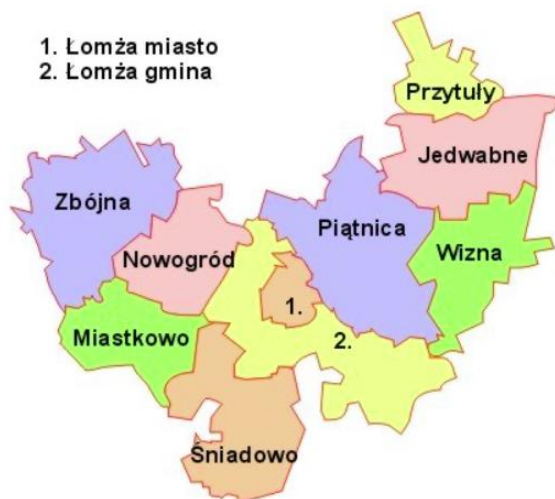 1. Łomża miasto
2. Łomża gmina
Przytuły
Jedwabne
Zbójna
Piątnica
Wizna
Nowogród
1.
2.
Miastkowo
Śniadowo